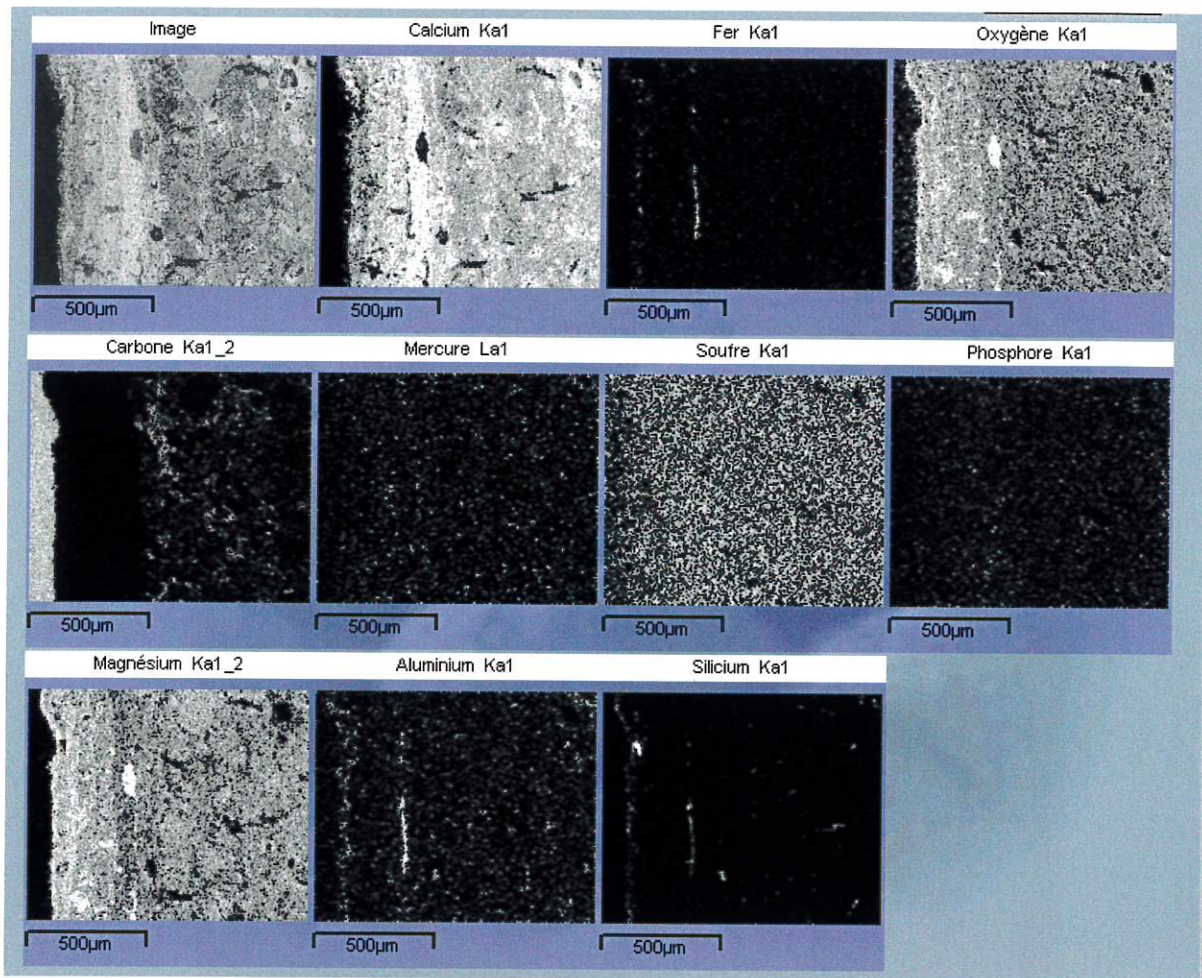 Image Calcium Ka1 Fer Ka1 Oxygène Ka1
500µm 500µm 500µm 500µm
Carbone Ka1_2 Mercure La1 Soufre Ka1 Phosphore Ka1
500µm 500µm 500µm 500µm
Magnésium Ka1_2 Aluminium Ka1 Silicium Ka1
500µm 500µm 500µm